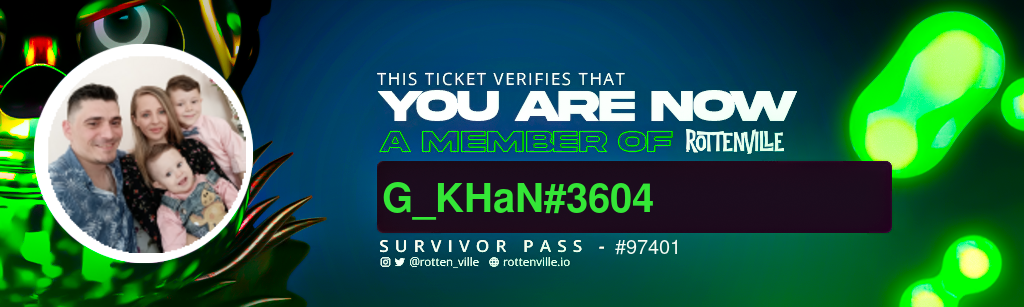 THIS TICKET VERIFIES THAT
YOU ARE NOW
A MEMBER OF ROTTENVILLE
G_KHaN#3604
SURVIVOR PASS - #97401
@rotten_ville rottenville.io